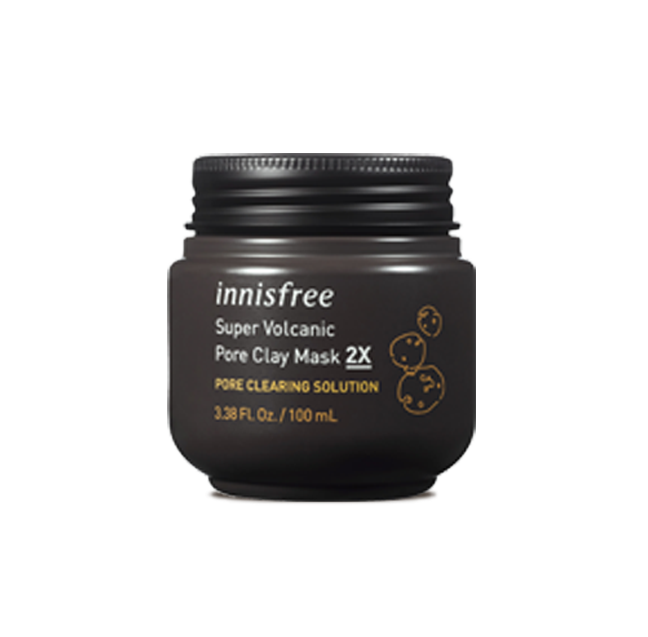 innisfree
Super Volcanic
Pore Clay Mask 2X
PORE CLEARING SOLUTION
3.38 Fl. Oz. / 100 mL